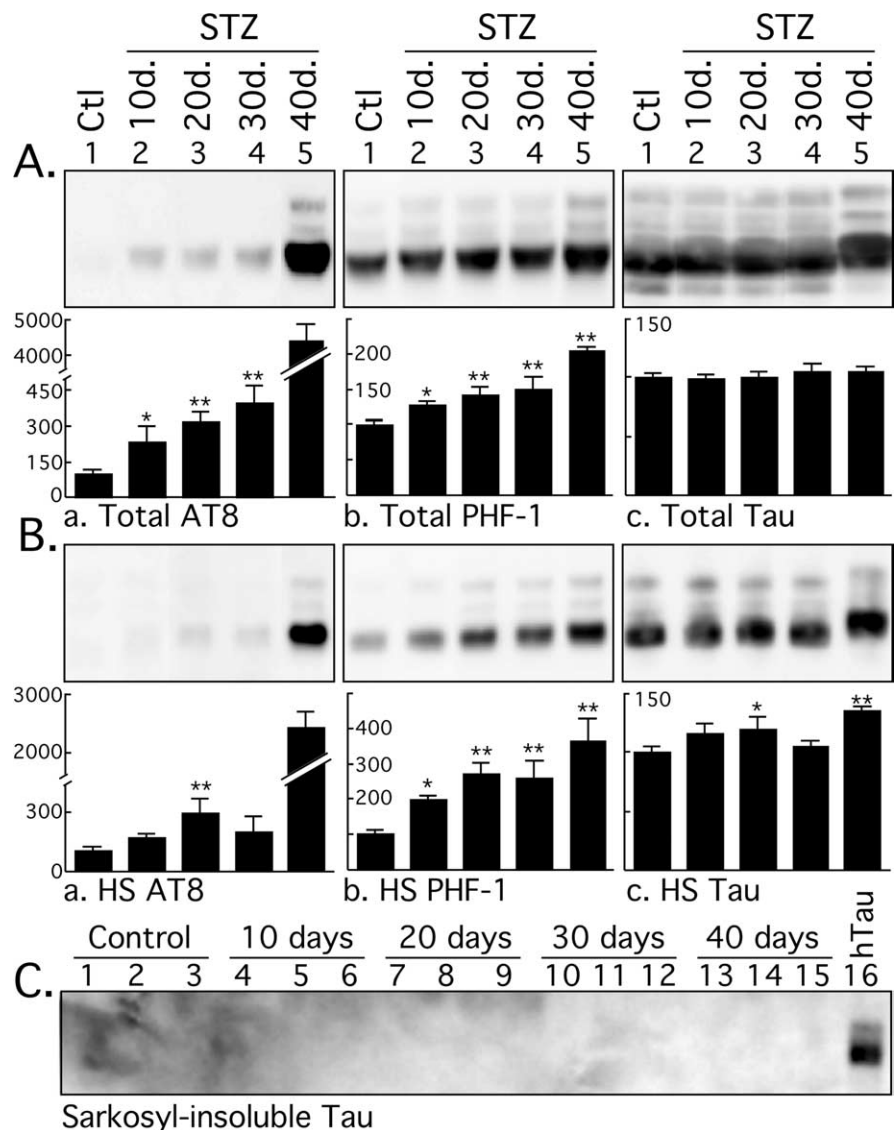 STZ STZ STZ
Ctl 10d. 20d. 30d. 40d. Ctl 10d. 20d. 30d. 40d. Ctl 10d. 20d. 30d. 40d.
1 2 3 4 5 1 2 3 4 5 1 2 3 4 5
A.
5000
4000
450
300
150
0
* ** **
a. Total AT8
200
150
* ** ** **
b. Total PHF-1
150
c. Total Tau
B.
3000
2000
300
0
**
a. HS AT8
400
300
200
* ** ** **
b. HS PHF-1
150
* **
c. HS Tau
Control 10 days 20 days 30 days 40 days hTau
1 2 3 4 5 6 7 8 9 10 11 12 13 14 15 16
C.
Sarkosyl-insoluble Tau